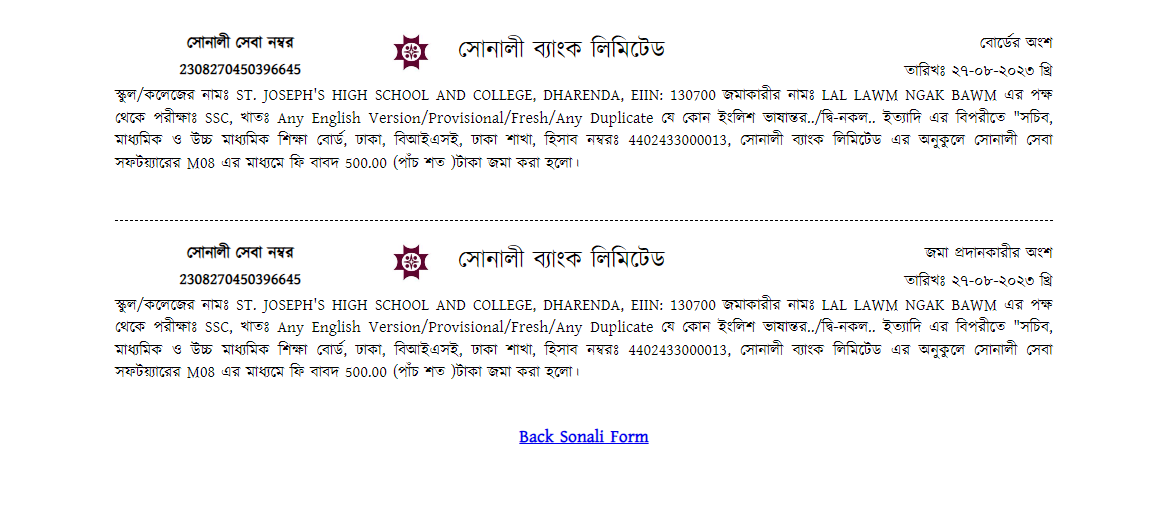 সোনালী সেবা নম্বর সোনালী ব্যাংক লিমিটেড বোর্ডের অংশ
2308270450396645 তারিখঃ ২৭-০৮-২০২৩ খ্রি
স্কুল/কলেজের নামঃ ST. JOSEPH'S HIGH SCHOOL AND COLLEGE, DHARENDA, EIIN: 130700 জমাকারীর নামঃ LAL LAWM NGAK BAWM এর পক্ষ
থেকে পরীক্ষাঃ SSC, খাতঃ Any English Version/Provisional/Fresh/Any Duplicate যে কোন ইংলিশ ভাষান্তর../দ্বি-নকল.. ইত্যাদি এর বিপরীতে "সচিব,
মাধ্যমিক ও উচ্চ মাধ্যমিক শিক্ষা বোর্ড, ঢাকা, বিআইএসই, ঢাকা শাখা, হিসাব নম্বরঃ 4402433000013, সোনালী ব্যাংক লিমিটেড এর অনুকুলে সোনালী সেবা
সফটয়্যারের M08 এর মাধ্যমে ফি বাবদ 500.00 (পাঁচ শত )টাকা জমা করা হলো।
সোনালী সেবা নম্বর সোনালী ব্যাংক লিমিটেড জমা প্রদানকারীর অংশ
2308270450396645 তারিখঃ ২৭-০৮-২০২৩ খ্রি
স্কুল/কলেজের নামঃ ST. JOSEPH'S HIGH SCHOOL AND COLLEGE, DHARENDA, EIIN: 130700 জমাকারীর নামঃ LAL LAWM NGAK BAWM এর পক্ষ
থেকে পরীক্ষাঃ SSC, খাতঃ Any English Version/Provisional/Fresh/Any Duplicate যে কোন ইংলিশ ভাষান্তর../দ্বি-নকল.. ইত্যাদি এর বিপরীতে "সচিব,
মাধ্যমিক ও উচ্চ মাধ্যমিক শিক্ষা বোর্ড, ঢাকা, বিআইএসই, ঢাকা শাখা, হিসাব নম্বরঃ 4402433000013, সোনালী ব্যাংক লিমিটেড এর অনুকুলে সোনালী সেবা
সফটয়্যারের M08 এর মাধ্যমে ফি বাবদ 500.00 (পাঁচ শত )টাকা জমা করা হলো।
Back Sonali Form